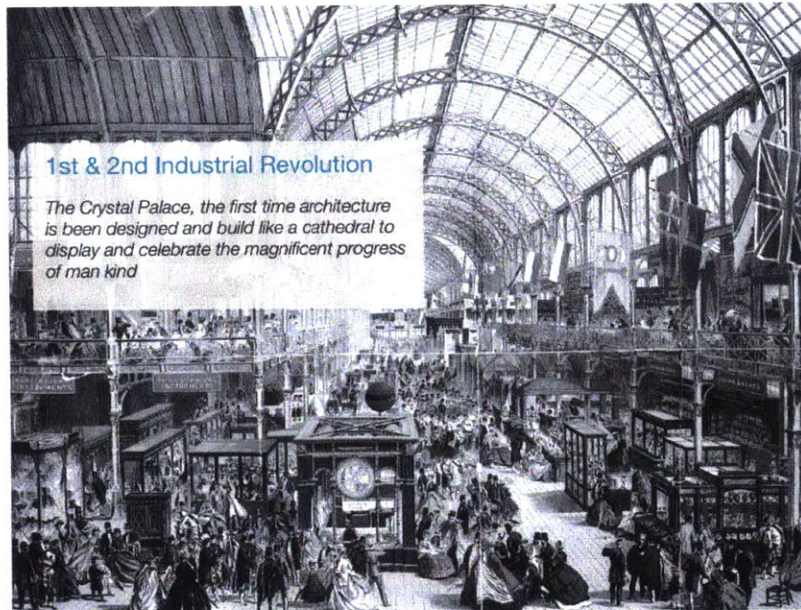 1st & 2nd Industrial Revolution
The Crystal Palace, the first time architecture
is been designed and build like a cathedral to
display and celebrate the magnificent progress
of man kind